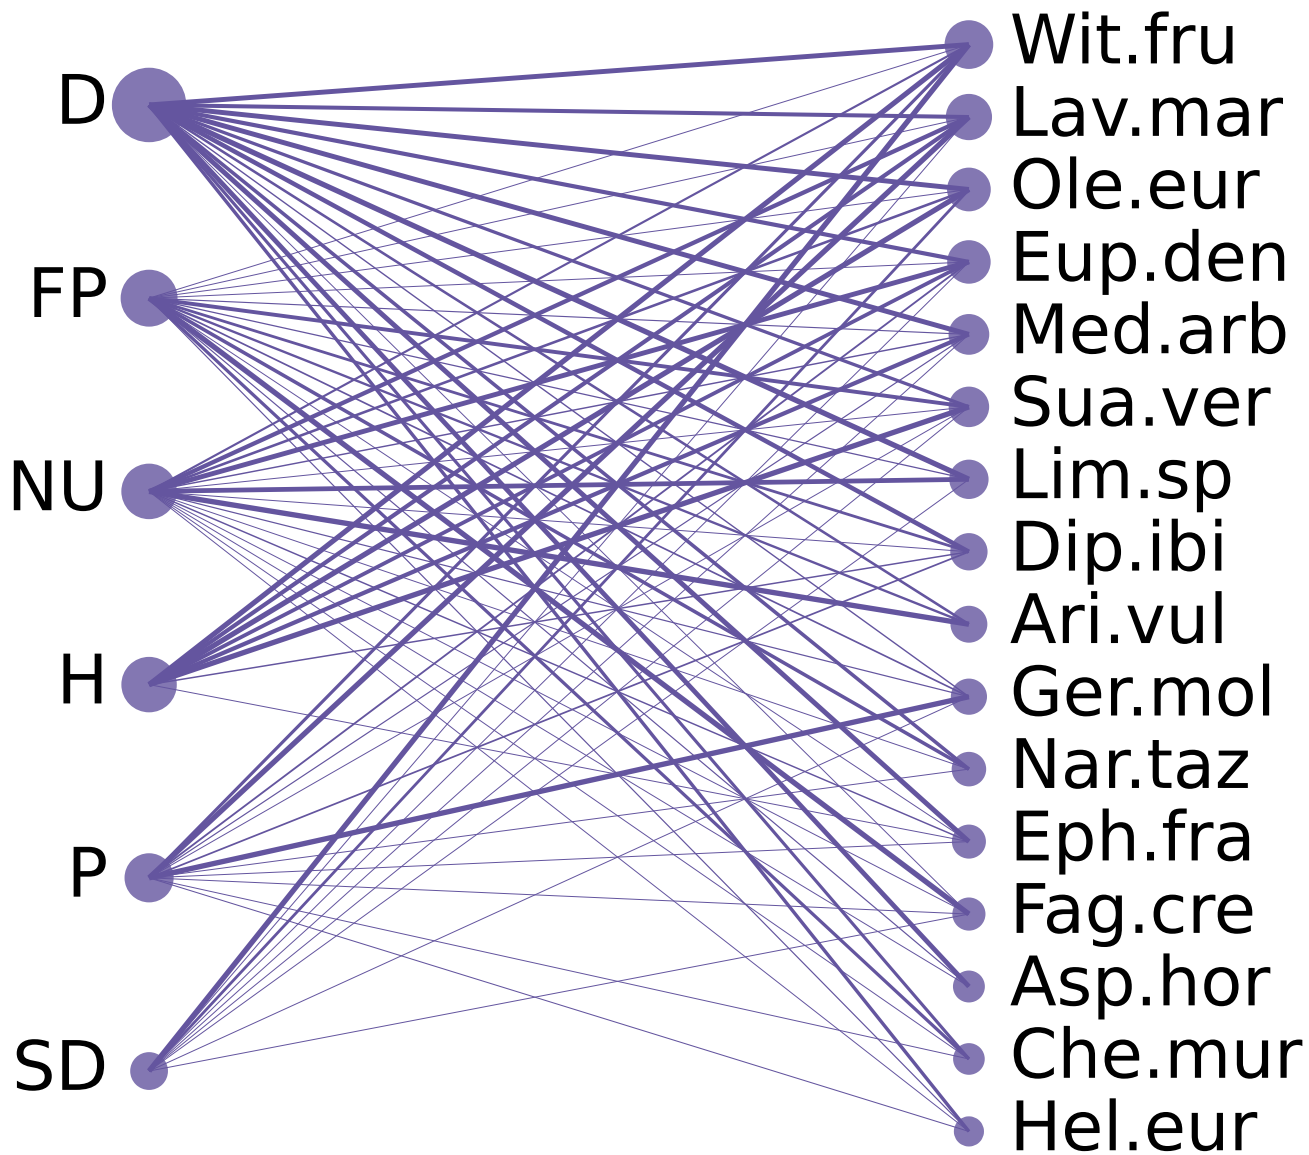 D
FP
NU
H
P
SD
Wit.fru
Lav.mar
Ole.eur
Eup.den
Med.arb
Sua.ver
Lim.sp
Dip.ibi
Ari.vul
Ger.mol
Nar.taz
Eph.fra
Fag.cre
Asp.hor
Che.mur
Hel.eur